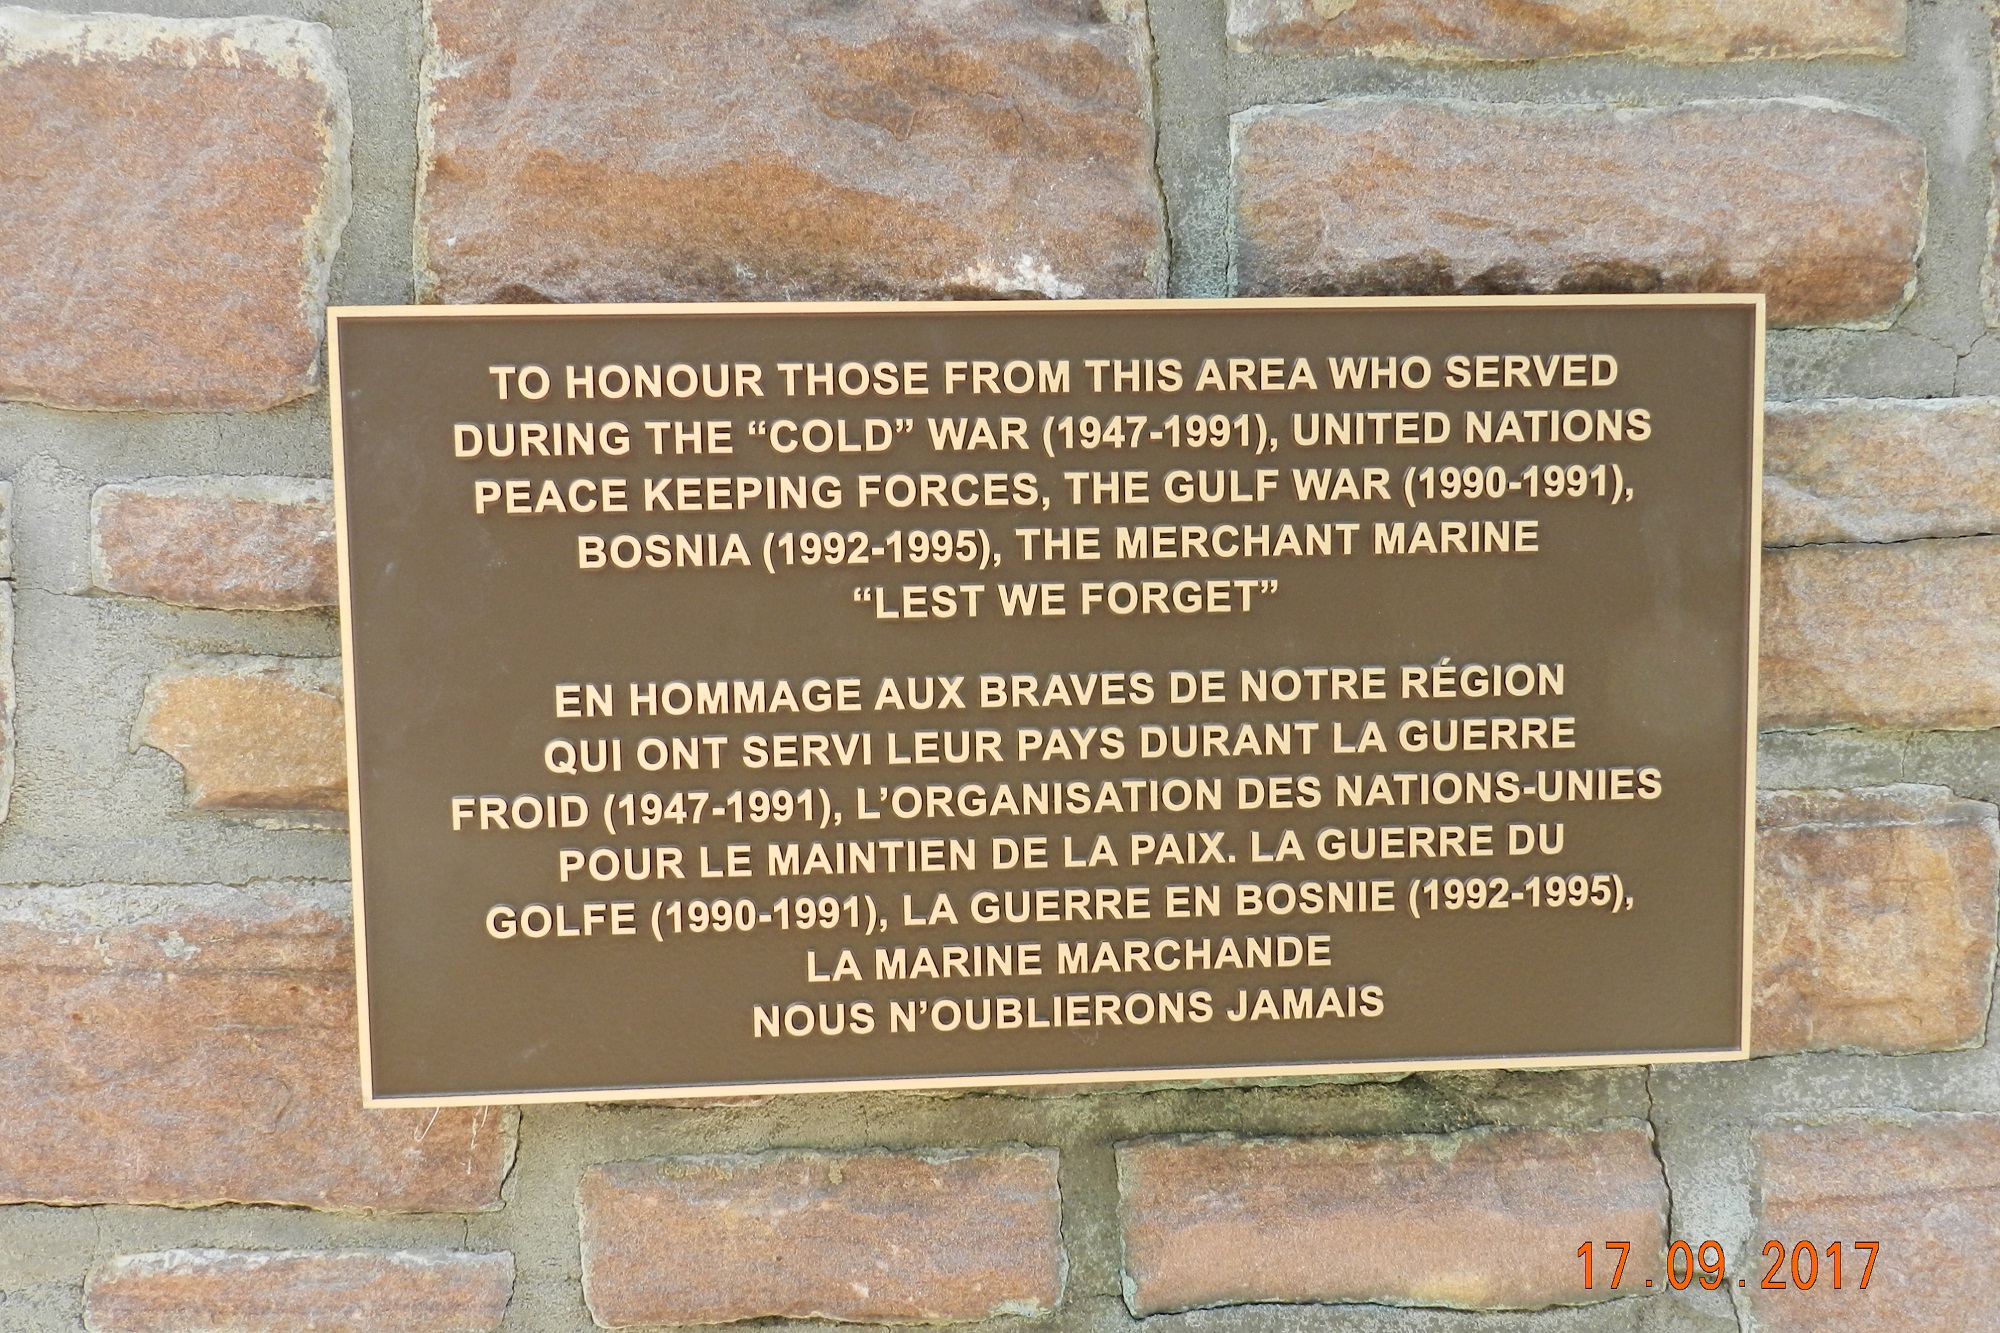 TO HONOUR THOSE FROM THIS AREA WHO SERVED
DURING THE “COLD” WAR (1947-1991), UNITED NATIONS
PEACE KEEPING FORCES, THE GULF WAR (1990-1991),
BOSNIA (1992-1995), THE MERCHANT MARINE
“LEST WE FORGET”
EN HOMMAGE AUX BRAVES DE NOTRE RÉGION
QUI ONT SERVI LEUR PAYS DURANT LA GUERRE
FROID (1947-1991), L’ORGANISATION DES NATIONS-UNIES
POUR LE MAINTIEN DE LA PAIX. LA GUERRE DU
GOLFE (1990-1991), LA GUERRE EN BOSNIE (1992-1995),
LA MARINE MARCHANDE
NOUS N’OUBLIERONS JAMAIS
17.09.2017